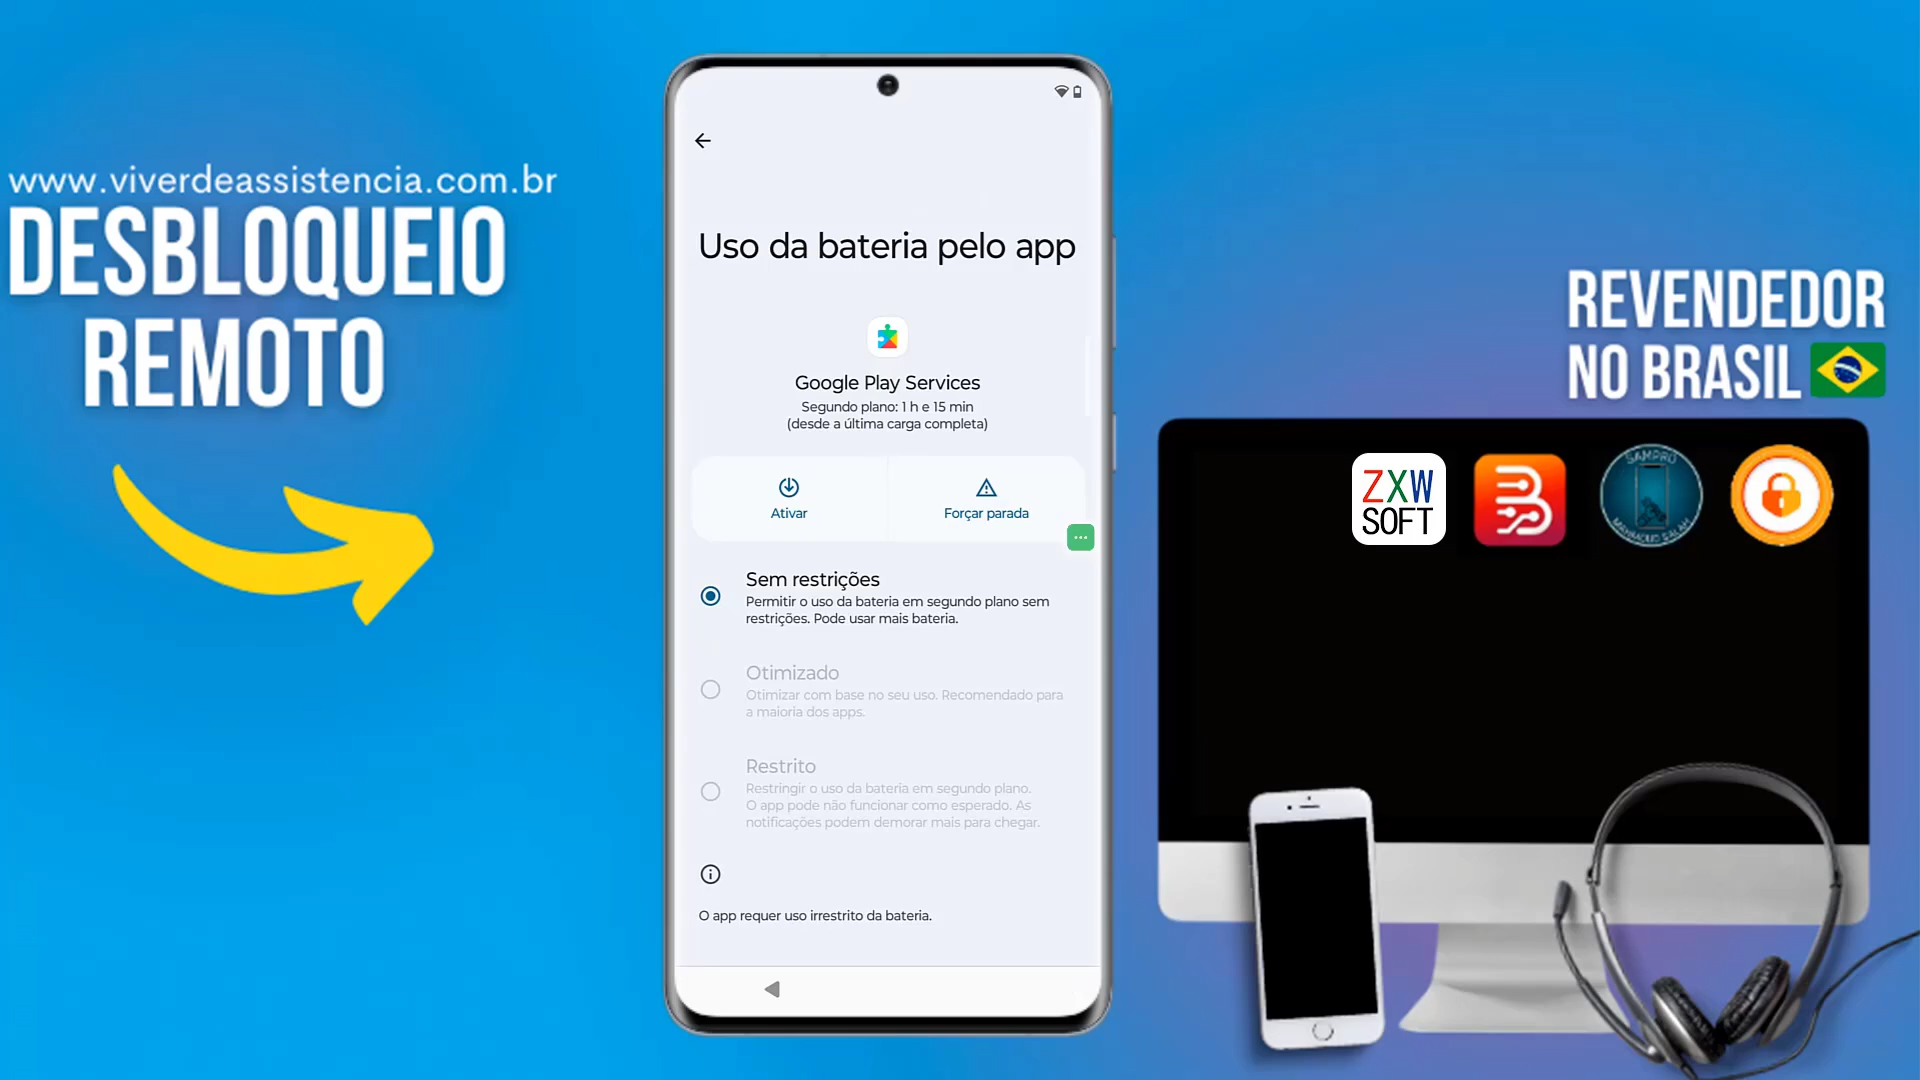 www.viverdeassistencia.com.br
DESBLOQUEIO
REMOTO
Uso da bateria pelo app
Google Play Services
Segundo plano: 1 h e 15 min
(desde a última carga completa)
Ativar
Forçar parada
Sem restrições
Permitir o uso da bateria em segundo plano sem
restrições. Pode usar mais bateria.
Otimizado
Otimizar com base no seu uso. Recomendado para
a maioria dos apps.
Restrito
Restringir o uso da bateria em segundo plano.
O app pode não funcionar como esperado. As
notificações podem demorar mais para chegar.
O app requer uso irrestrito da bateria.
REVENDEDOR
NO BRASIL
ZXW
SOFT
SAMPRO
MAHMOUD SALAH